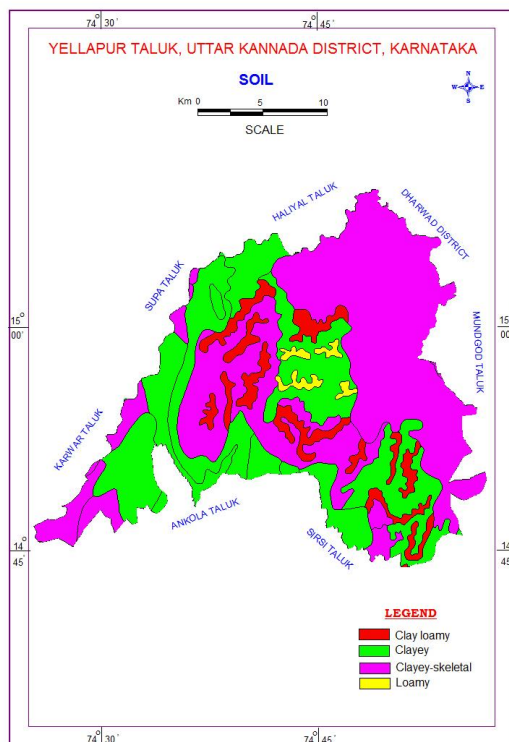 74° 30' 74° 45'
YELLAPUR TALUK, UTTAR KANNADA DISTRICT, KARNATAKA
SOIL
N
W E
S
Km 0 5 10
SCALE
HALIYAL TALUK
DHARWAD DISTRICT
SUPA TALUK
15° 00' 15° 00'
MUNDGOD TALUK
KARWAR TALUK
ANKOLA TALUK
SIRSI TALUK
14° 45' 14° 45'
LEGEND
Clay loamy
Clayey
Clayey-skeletal
Loamy
74° 30' 74° 45'